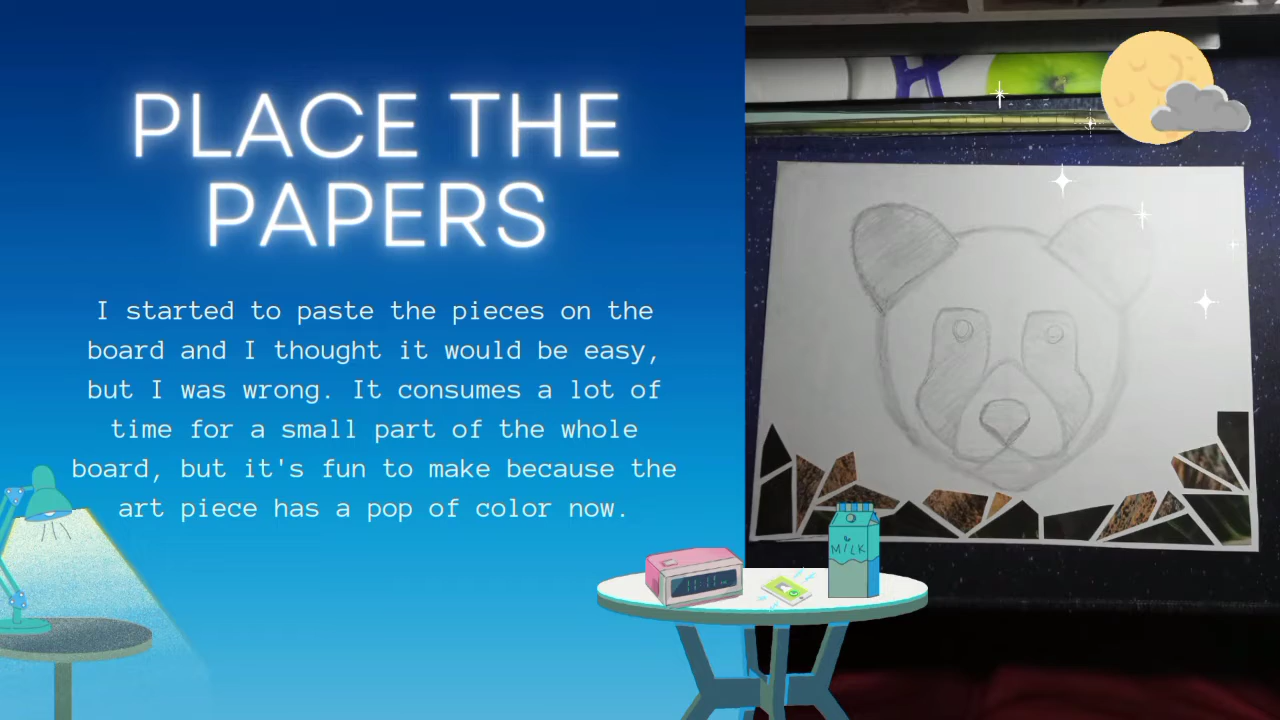 PLACE THE
PAPERS
I started to paste the pieces on the
board and I thought it would be easy,
but I was wrong. It consumes a lot of
time for a small part of the whole
board, but it's fun to make because the
art piece has a pop of color now.
MILK
11:11